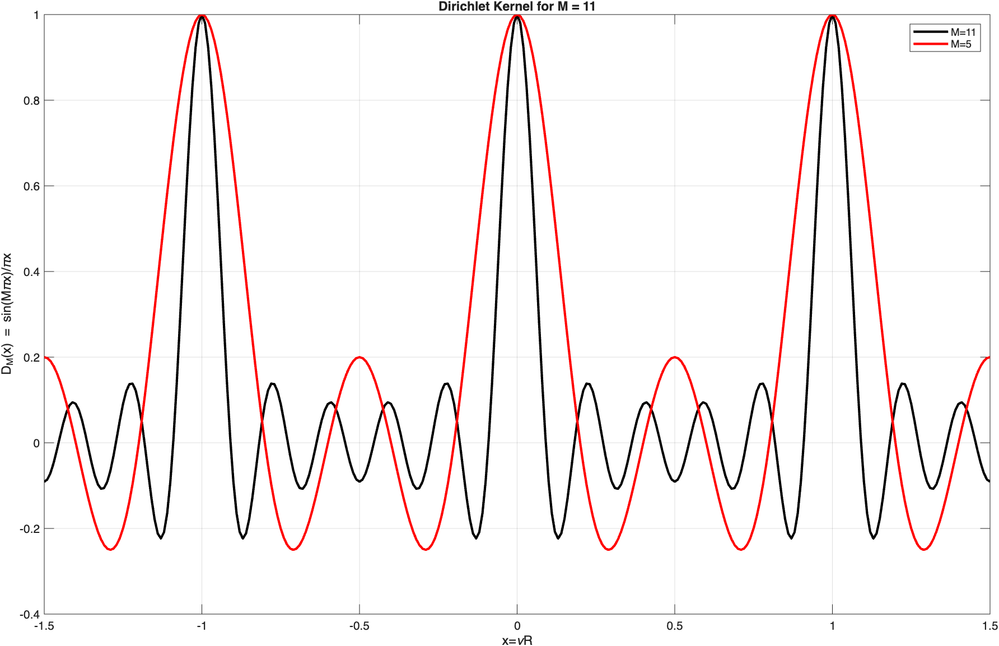 Dirichlet Kernel for M = 11
M=11
M=5
1
0.8
0.6
0.4
0.2
0
-0.2
-0.4
D_M(x) = sin(Mπx)/πx
-1.5 -1 -0.5 0 0.5 1 1.5
x=νR